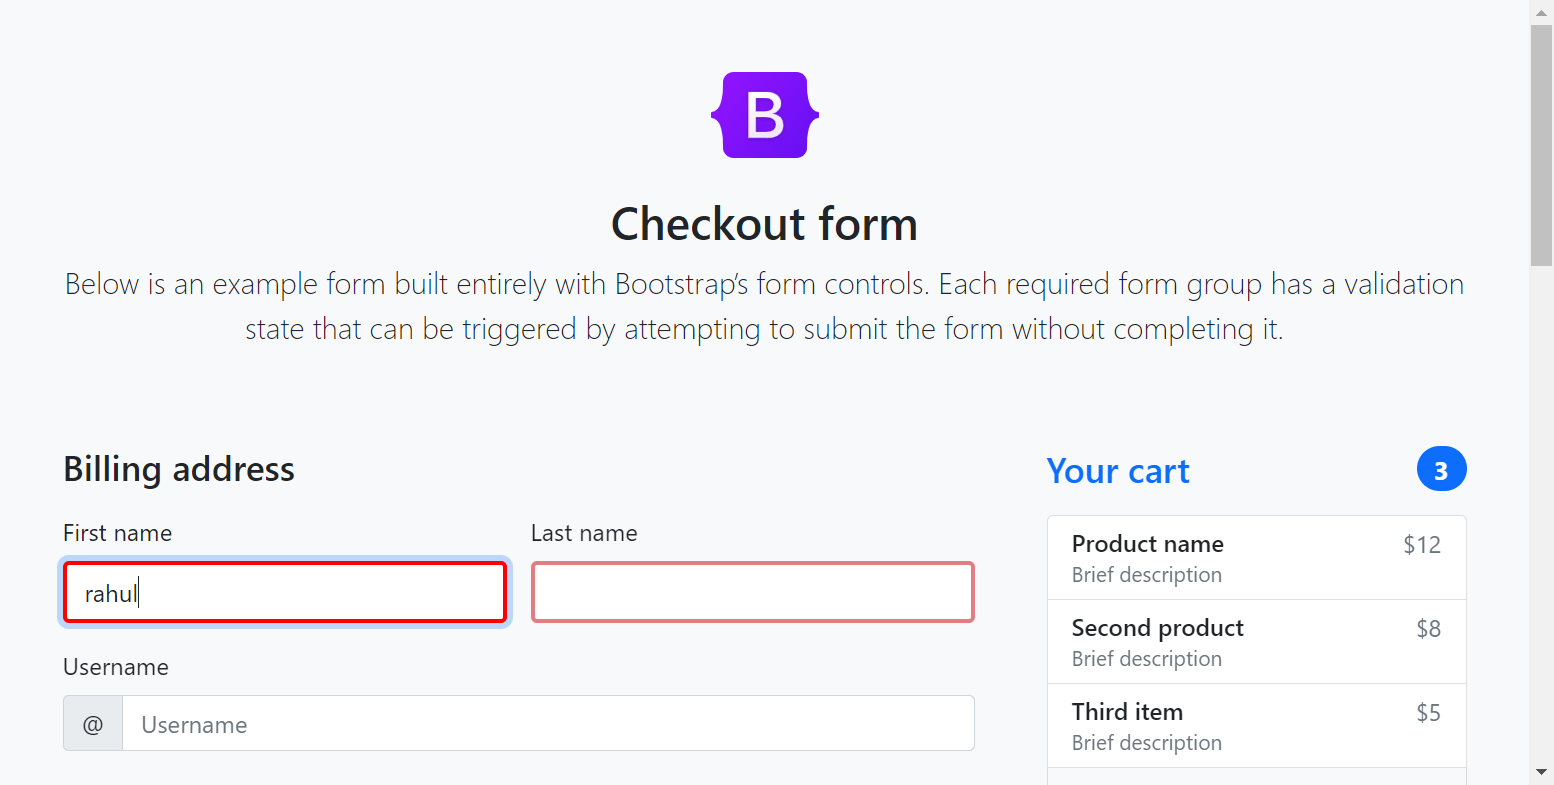 B
Checkout form
Below is an example form built entirely with Bootstrap’s form controls. Each required form group has a validation
state that can be triggered by attempting to submit the form without completing it.
Billing address
First name
Last name
rahul
Username
@ Username
Your cart 3
Product name $12
Brief description
Second product $8
Brief description
Third item $5
Brief description